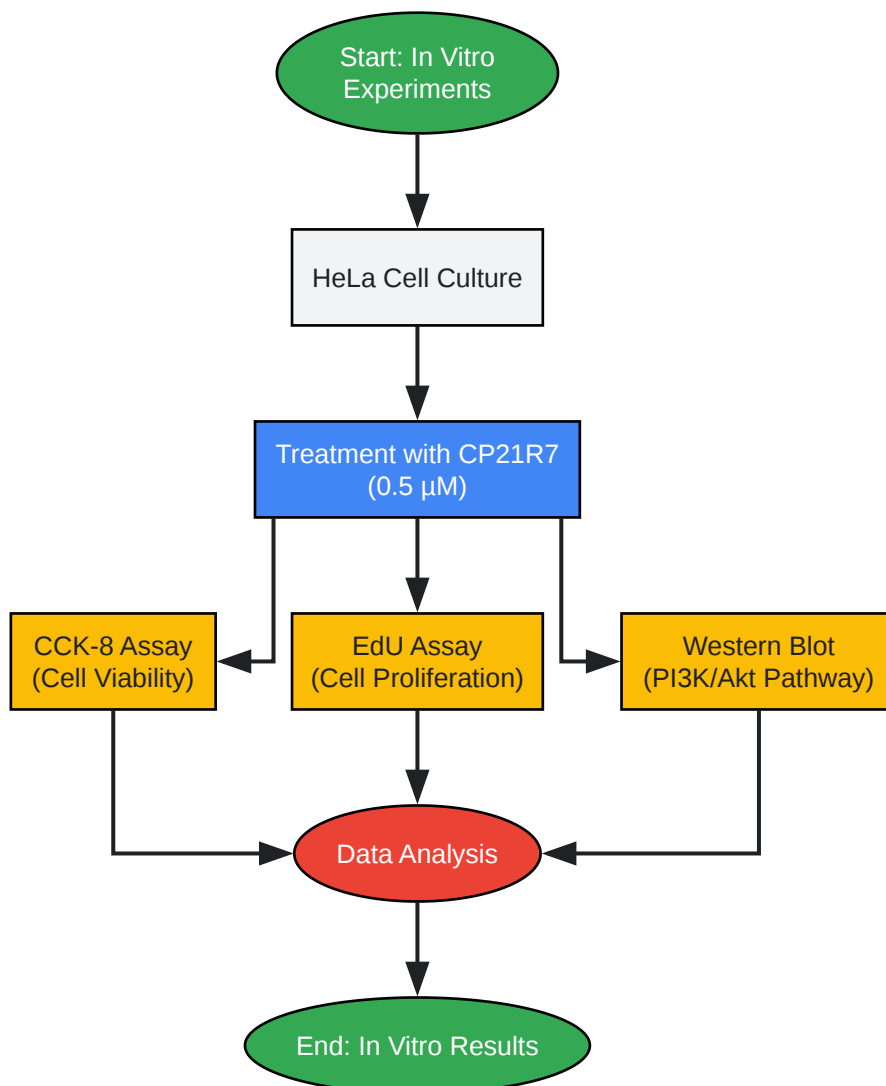 Start: In Vitro
Experiments
HeLa Cell Culture
Treatment with CP21R7
(0.5 µM)
CCK-8 Assay
(Cell Viability)
EdU Assay
(Cell Proliferation)
Western Blot
(PI3K/Akt Pathway)
Data Analysis
End: In Vitro Results